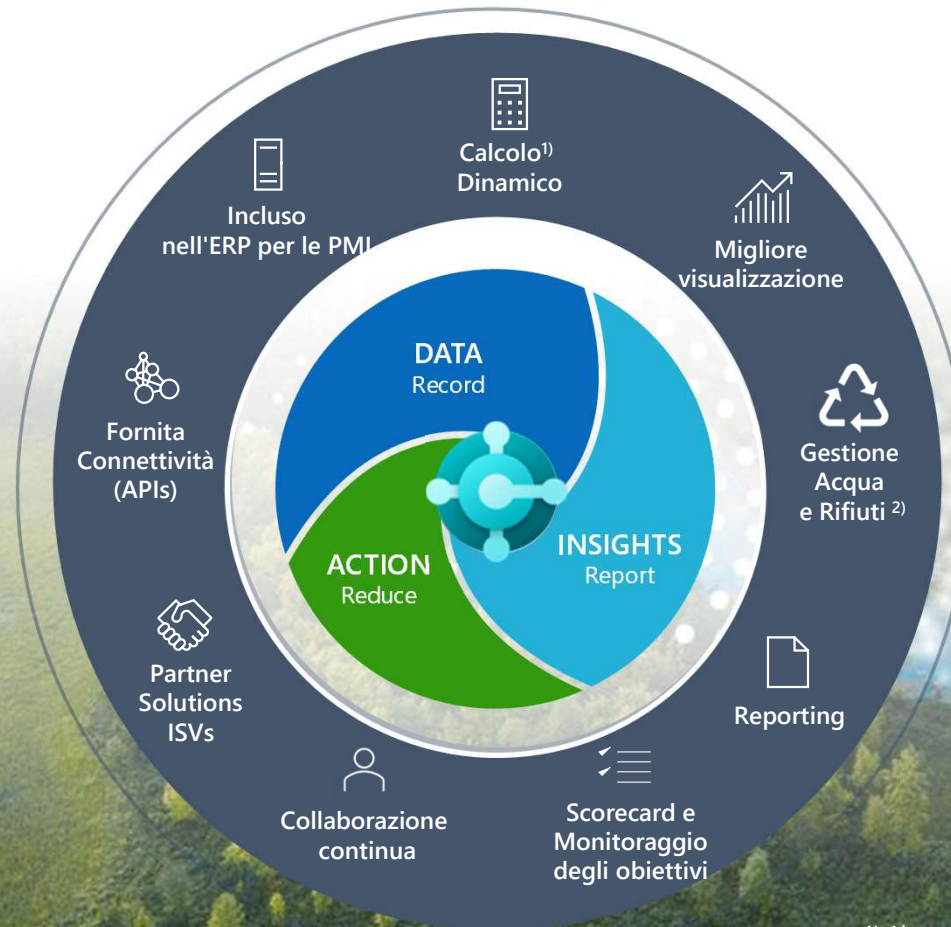 Calcolo1)
Dinamico
Incluso
nell'ERP per le PMI
Migliore
visualizzazione
DATA
Record
Fornita
Connettività
(APIs)
Gestione
Acqua
e Rifiuti 2)
INSIGHTS
Report
ACTION
Reduce
Partner
Solutions
ISVs
Reporting
Collaborazione
continua
Scorecard e
Monitoraggio
degli obiettivi